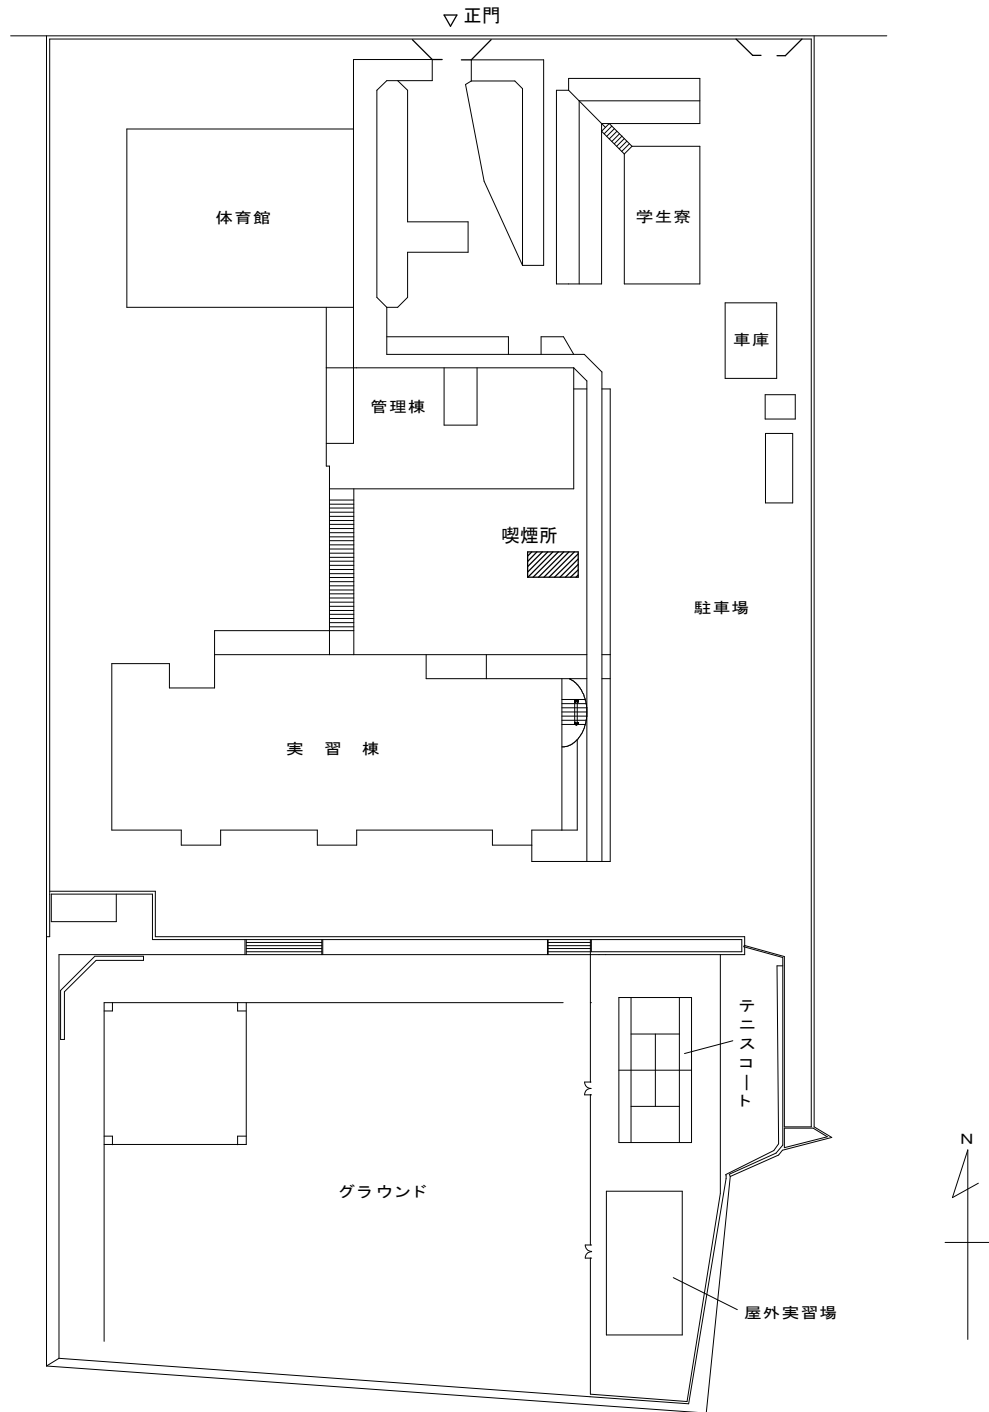 正門
体育館
学生寮
車庫
管理棟
喫煙所
駐車場
実習棟
テニスコート
N
グラウンド
屋外実習場